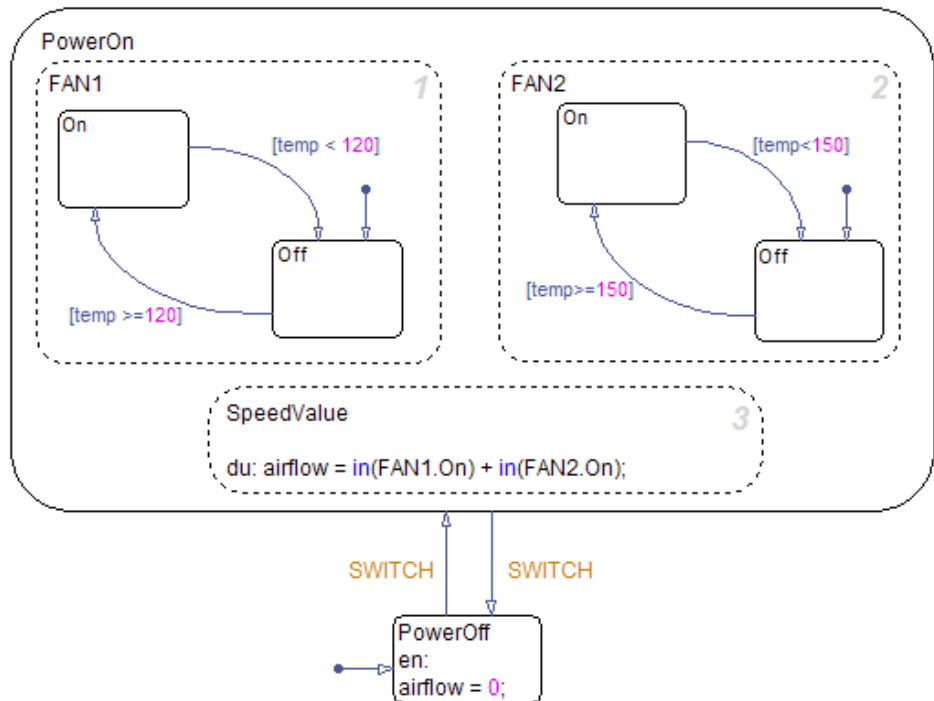 PowerOn
FAN1
1
On
[temp < 120]
Off
[temp >=120]
FAN2
2
On
[temp<150]
Off
[temp>=150]
SpeedValue
3
du: airflow = in(FAN1.On) + in(FAN2.On);
SWITCH
SWITCH
PowerOff
en:
airflow = 0;